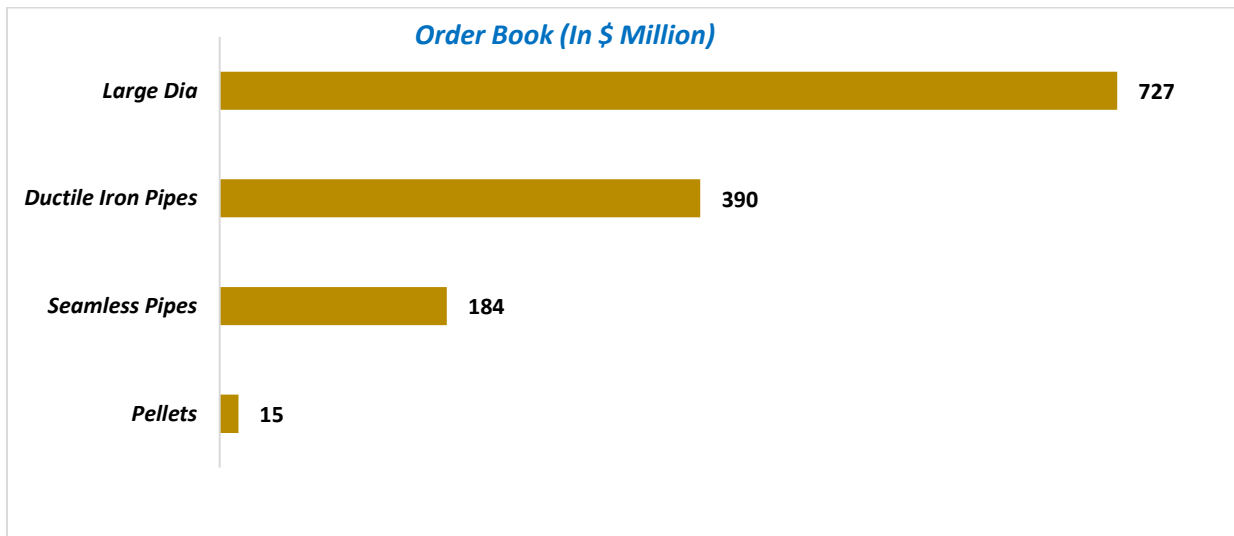 Order Book (In $ Million)
Large Dia 727
Ductile Iron Pipes 390
Seamless Pipes 184
Pellets 15